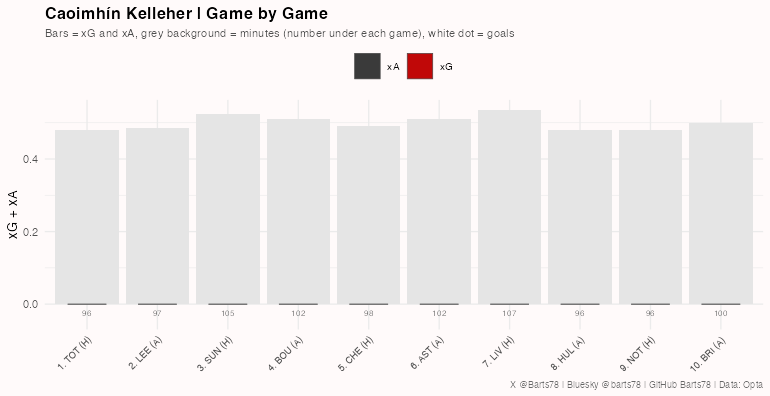 Caoimhín Kelleher | Game by Game
Bars = xG and xA, grey background = minutes (number under each game), white dot = goals
xA xG
xG + xA
0.4
0.2
0.0
96 97 105 102 98 102 107 96 96 100
1. TOT (H) 2. LEE (A) 3. SUN (H) 4. BOU (A) 5. CHE (H) 6. AST (A) 7. LIV (H) 8. HUL (A) 9. NOT (H) 10. BRI (A)
X @Barts78 | Bluesky @barts78 | GitHub Barts78 | Data: Opta